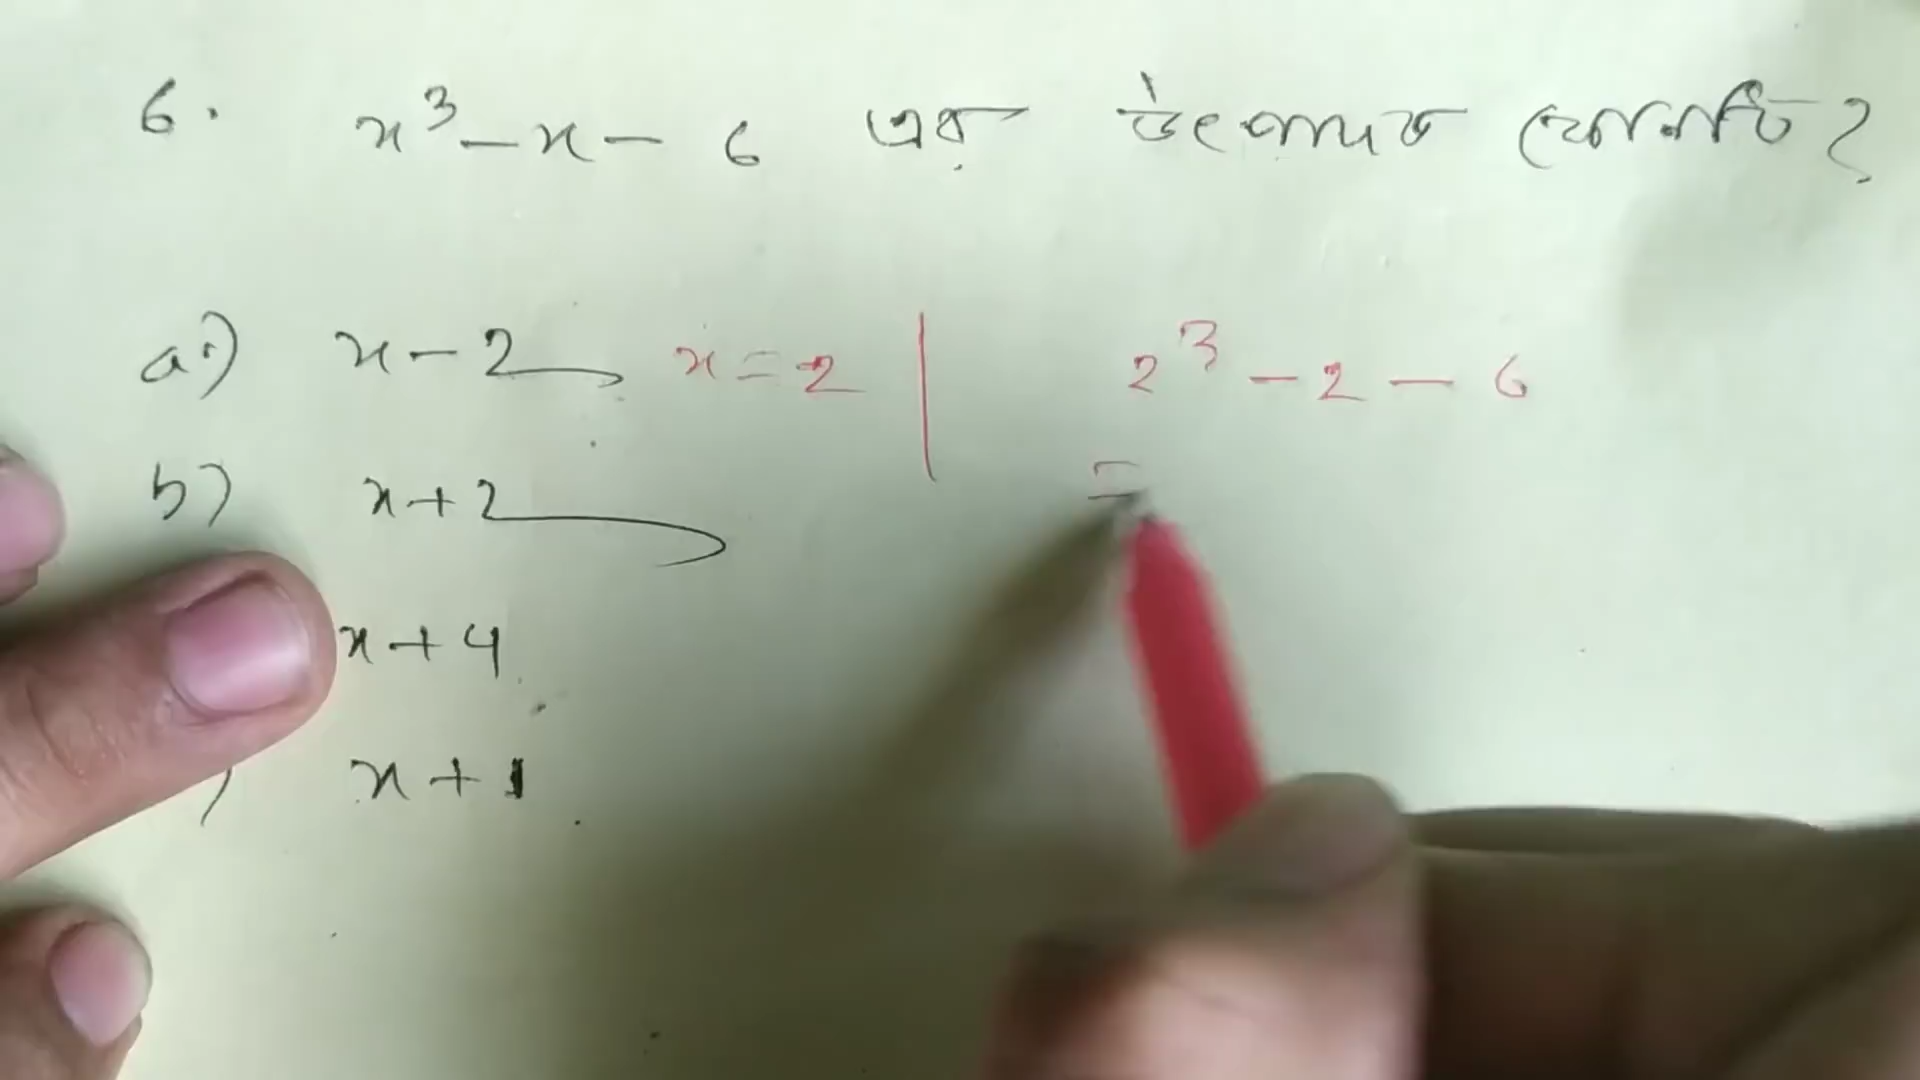 6. x³ - x - 6 এর উৎপাদক কোনটি?
a.) x - 2 x = 2 | 2³ - 2 - 6
=
b) x + 2
x + 4
) x + 1